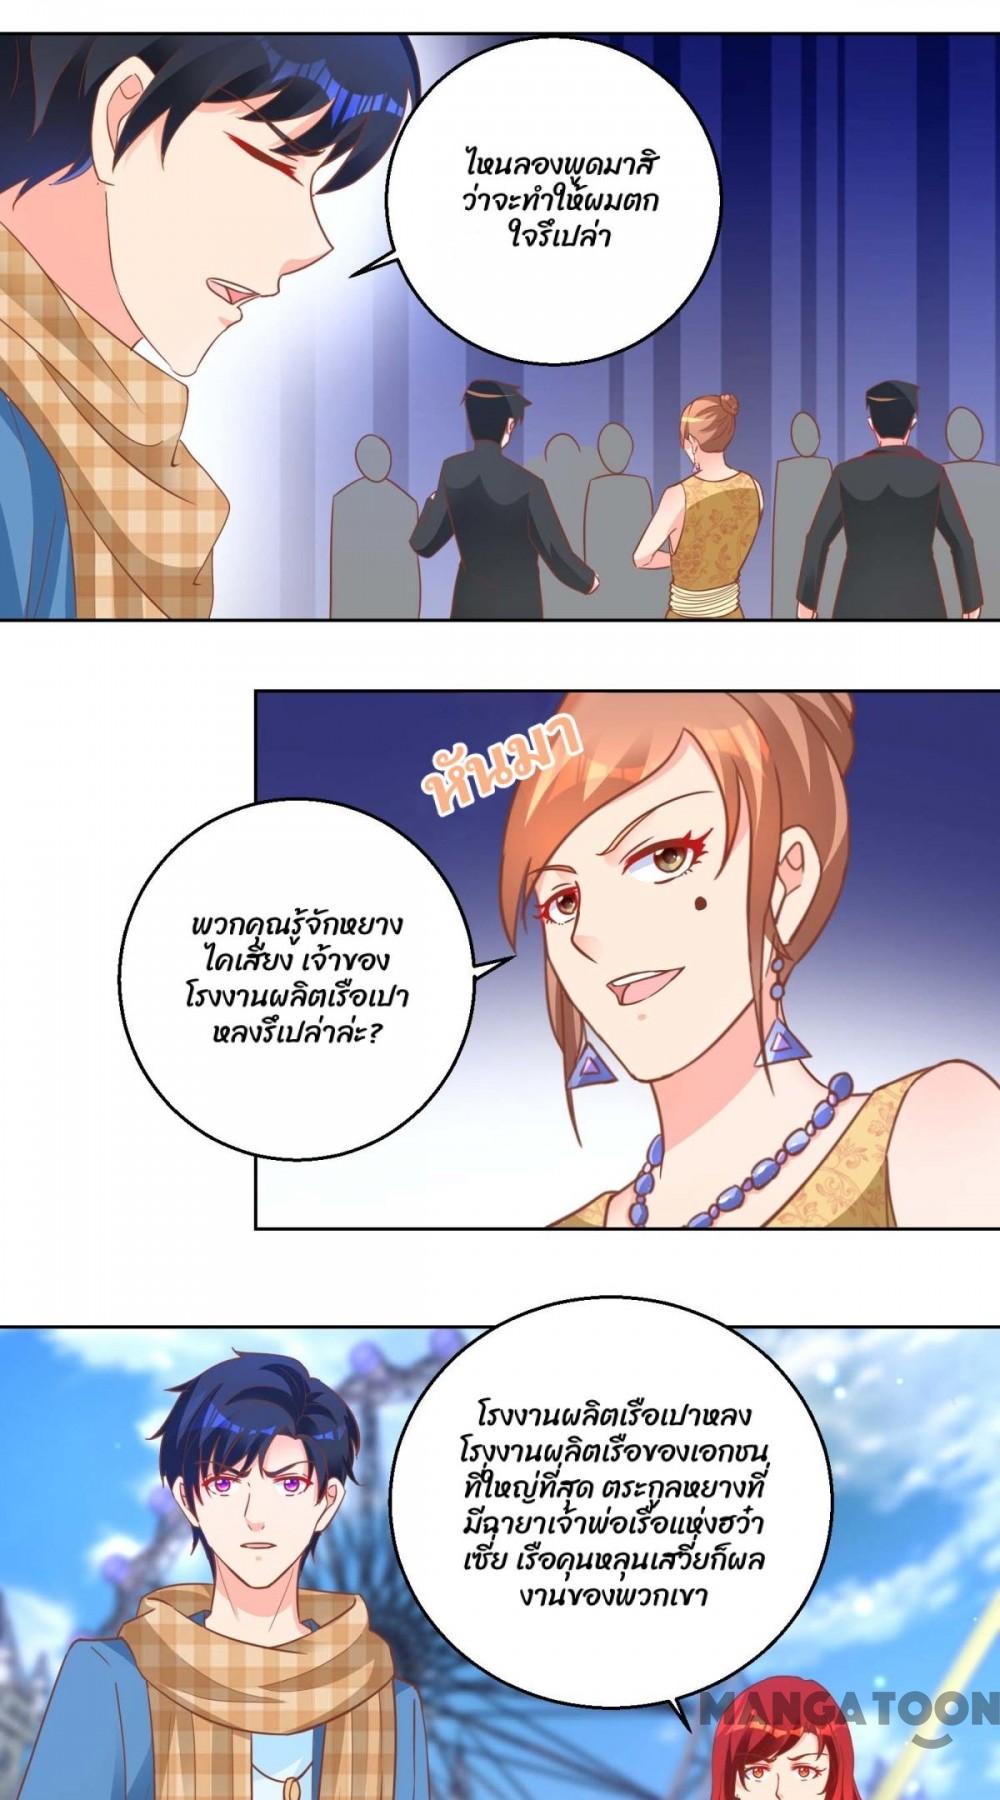 ไหนลองพูดมาสิ
ว่าจะทำให้ผมตก
ใจรึเปล่า
หันมา
พวกคุณรู้จักหยาง
ไคเสียง เจ้าของ
โรงงานผลิตเรือเปา
หลงรึเปล่าล่ะ?
โรงงานผลิตเรือเปาหลง
โรงงานผลิตเรือของเอกชน
ที่ใหญ่ที่สุด ตระกูลหยางที่
มีฉายาเจ้าพ่อเรือแห่งฮว๋า
เซี่ย เรือคุนหลุนเสวี่ยก็ผล
งานของพวกเขา
MANGATOON